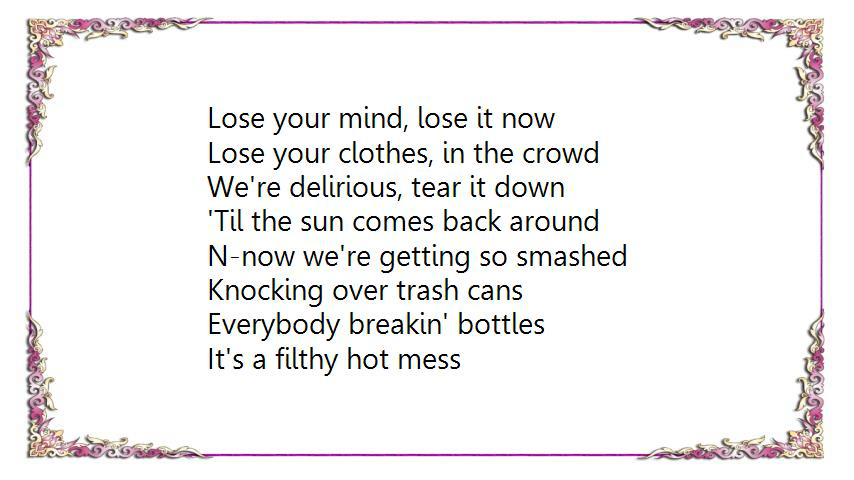 Lose your mind, lose it now
Lose your clothes, in the crowd
We're delirious, tear it down
'Til the sun comes back around
N-now we're getting so smashed
Knocking over trash cans
Everybody breakin' bottles
It's a filthy hot mess